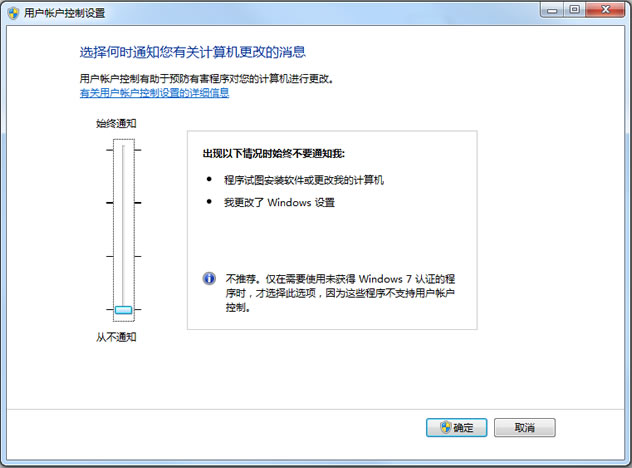 用户帐户控制设置
选择何时通知您有关计算机更改的消息
用户帐户控制有助于预防有害程序对您的计算机进行更改。
有关用户帐户控制设置的详细信息
始终通知
出现以下情况时始终不要通知我:
● 程序试图安装软件或更改我的计算机
● 我更改了 Windows 设置
不推荐。仅在需要使用未获得 Windows 7 认证的程
序时，才选择此选项，因为这些程序不支持用户帐户
控制。
从不通知
确定
取消